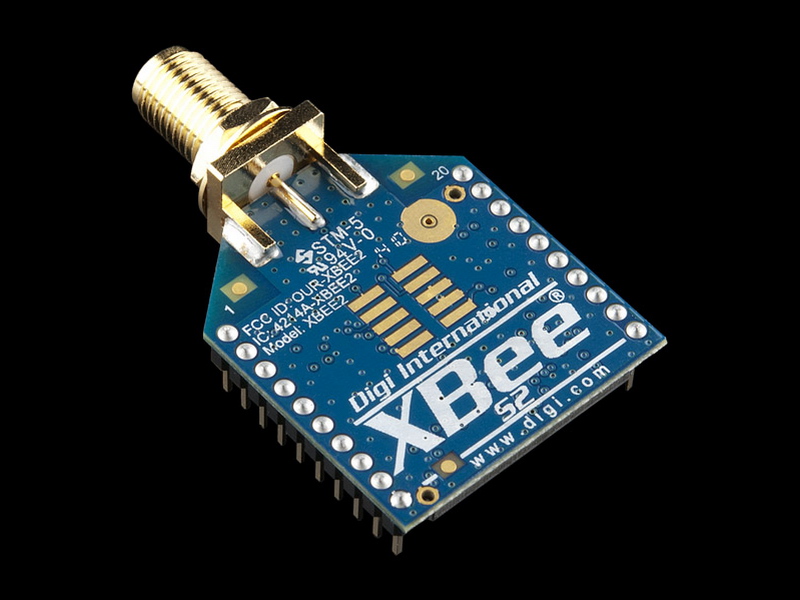 20
STM-5
94V-0
1
FCC ID: OUR-XBEE2
IC: 4214A-XBEE2
Model: XBEE2
Digi International
XBee®
S2
www.digi.com